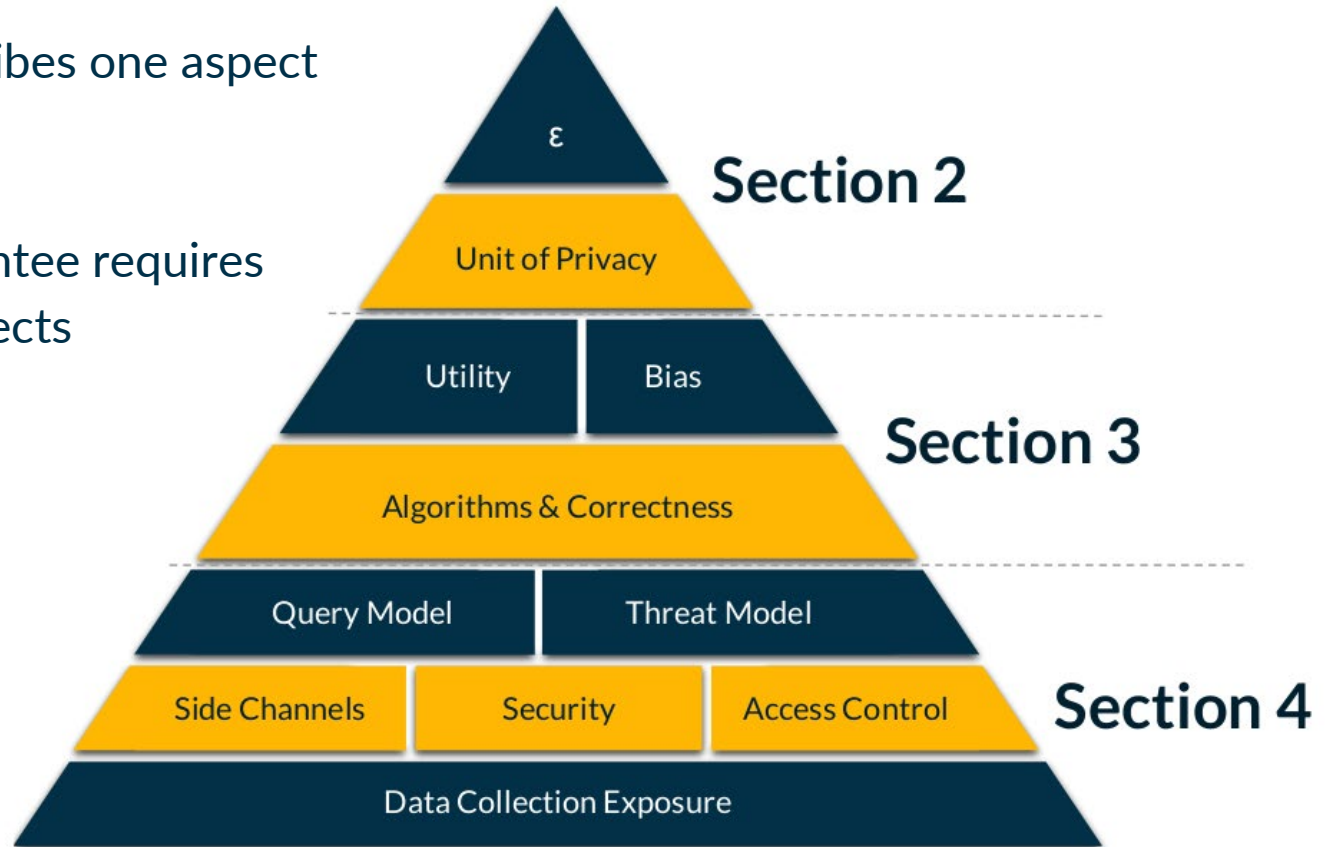 ibes one aspect
ntee requires
ects
ε
Section 2
Unit of Privacy
Utility Bias
Section 3
Algorithms & Correctness
Query Model Threat Model
Side Channels Security Access Control
Section 4
Data Collection Exposure